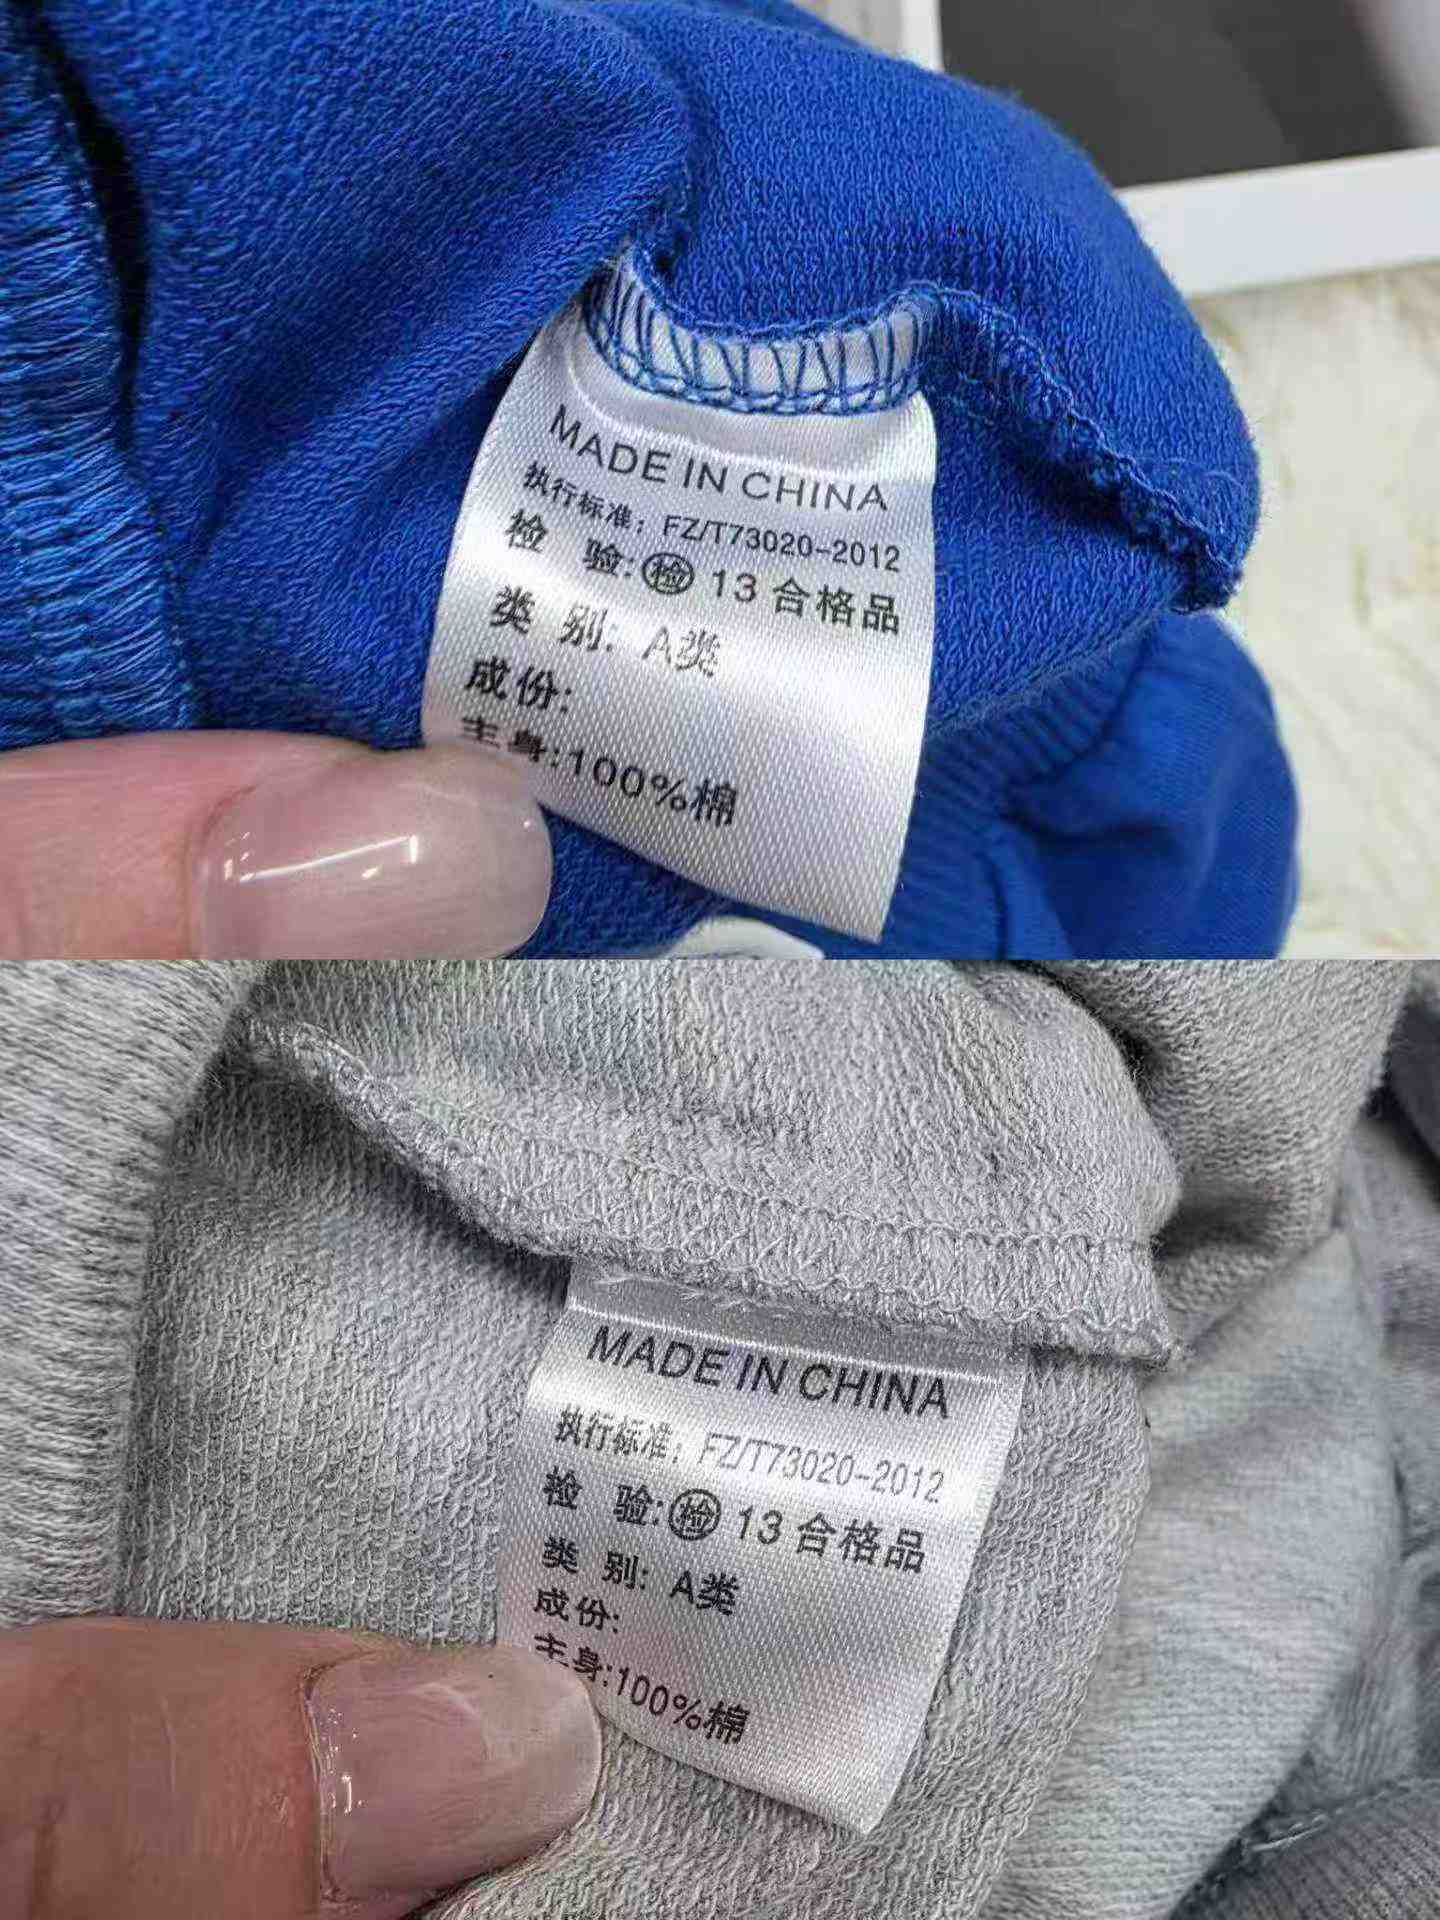 MADE IN CHINA
执行标准：FZ/T73020-2012
检 验:㊝检 13 合格品
类 别: A类
成份:
主身:100%棉
MADE IN CHINA
执行标准：FZ/T73020-2012
检 验:检 13 合格品
类 别: A类
成份:
主身:100%棉